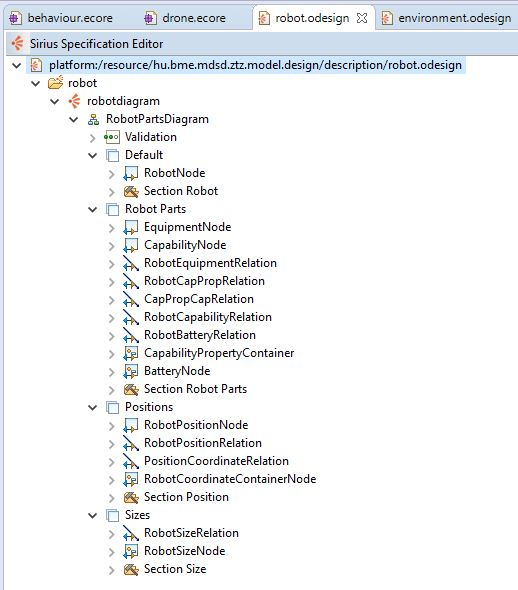 behaviour.ecore drone.ecore robot.odesign environment.odesign
Sirius Specification Editor
platform:/resource/hu.bme.mdsd.ztz.model.design/description/robot.odesign
robot
robotdiagram
RobotPartsDiagram
Validation
Default
RobotNode
Section Robot
Robot Parts
EquipmentNode
CapabilityNode
RobotEquipmentRelation
RobotCapPropRelation
CapPropCapRelation
RobotCapabilityRelation
RobotBatteryRelation
CapabilityPropertyContainer
BatteryNode
Section Robot Parts
Positions
RobotPositionNode
RobotPositionRelation
PositionCoordinateRelation
RobotCoordinateContainerNode
Section Position
Sizes
RobotSizeRelation
RobotSizeNode
Section Size